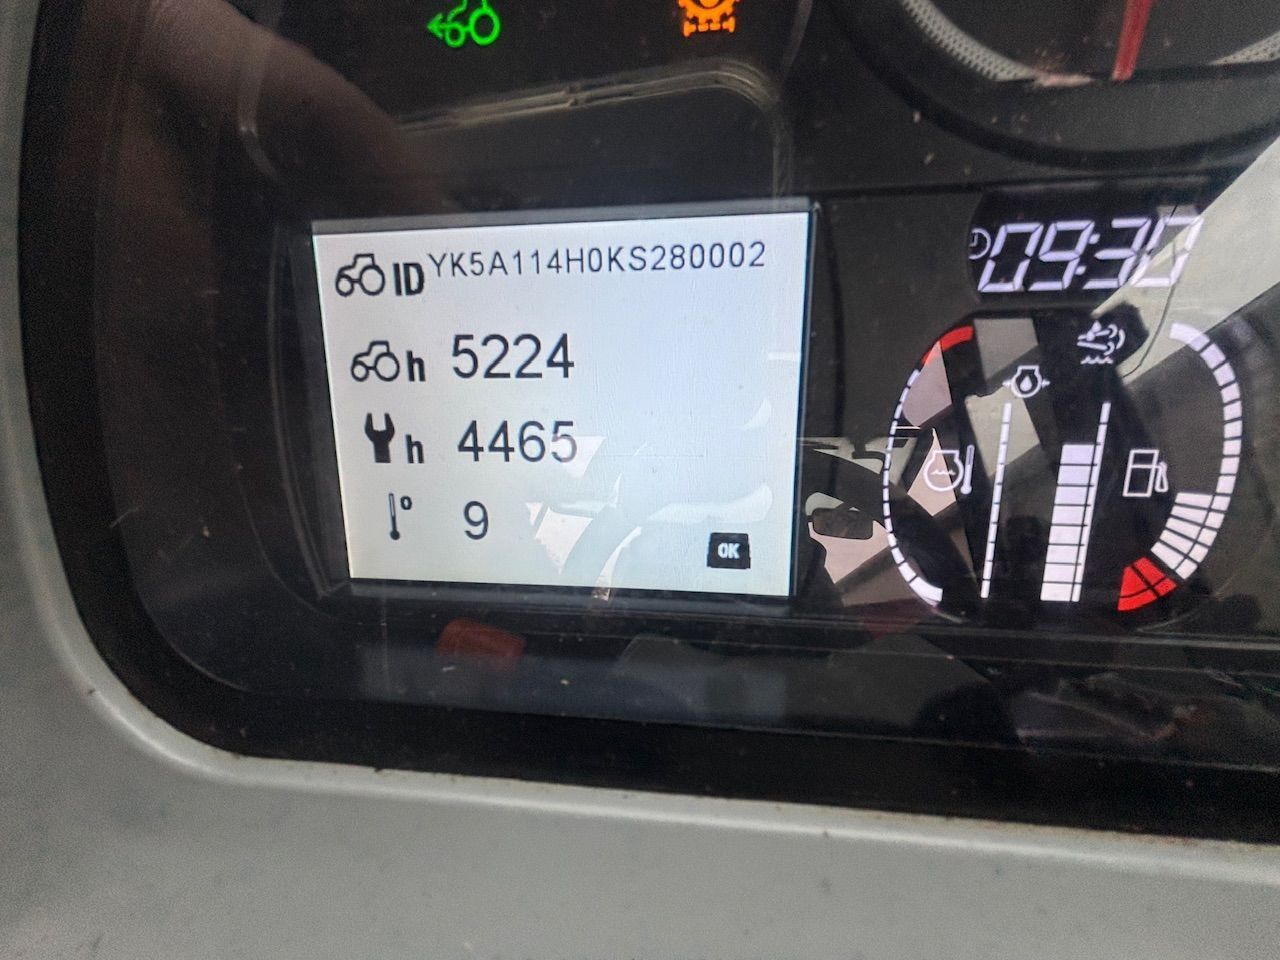 ID YK5A114H0KS280002
09:30
h 5224
h 4465
° 9
OK